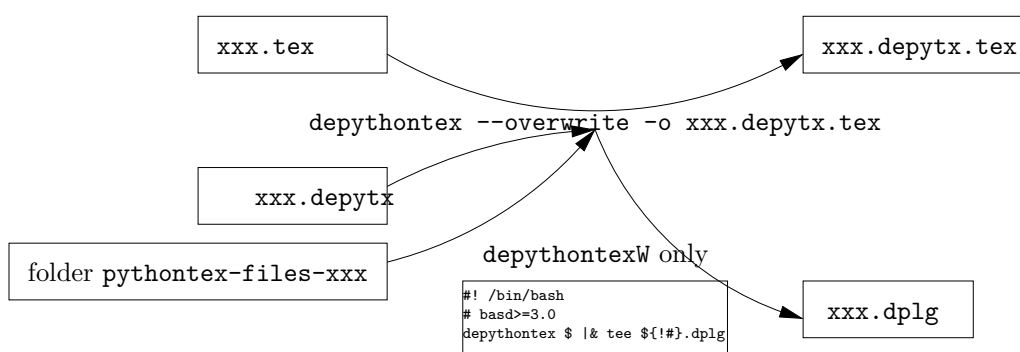 xxx.tex
xxx.depytx.tex
depythontex --overwrite -o xxx.depytx.tex
xxx.depytx
folder pythontex-files-xxx
depythontexW only
#! /bin/bash
# basd>=3.0
depythontex $ |& tee ${!#}.dplg
xxx.dplg